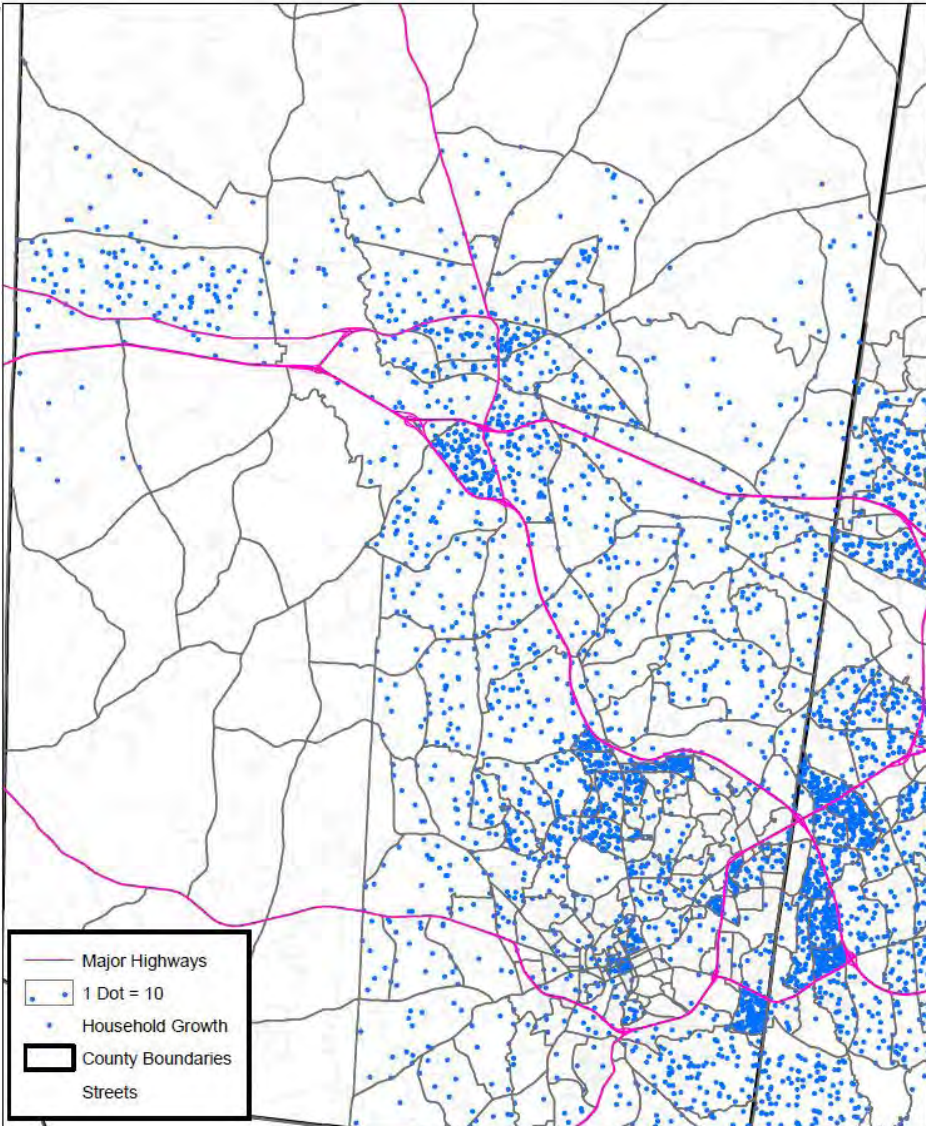 Major Highways
1 Dot = 10
Household Growth
County Boundaries
Streets